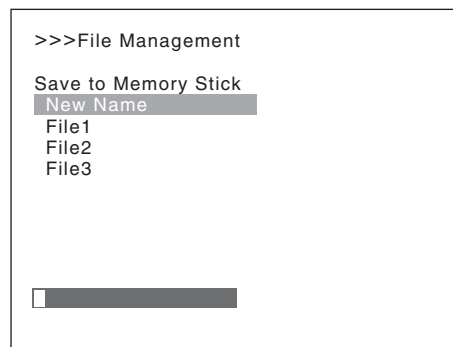 >>>File Management
Save to Memory Stick
New Name
File1
File2
File3